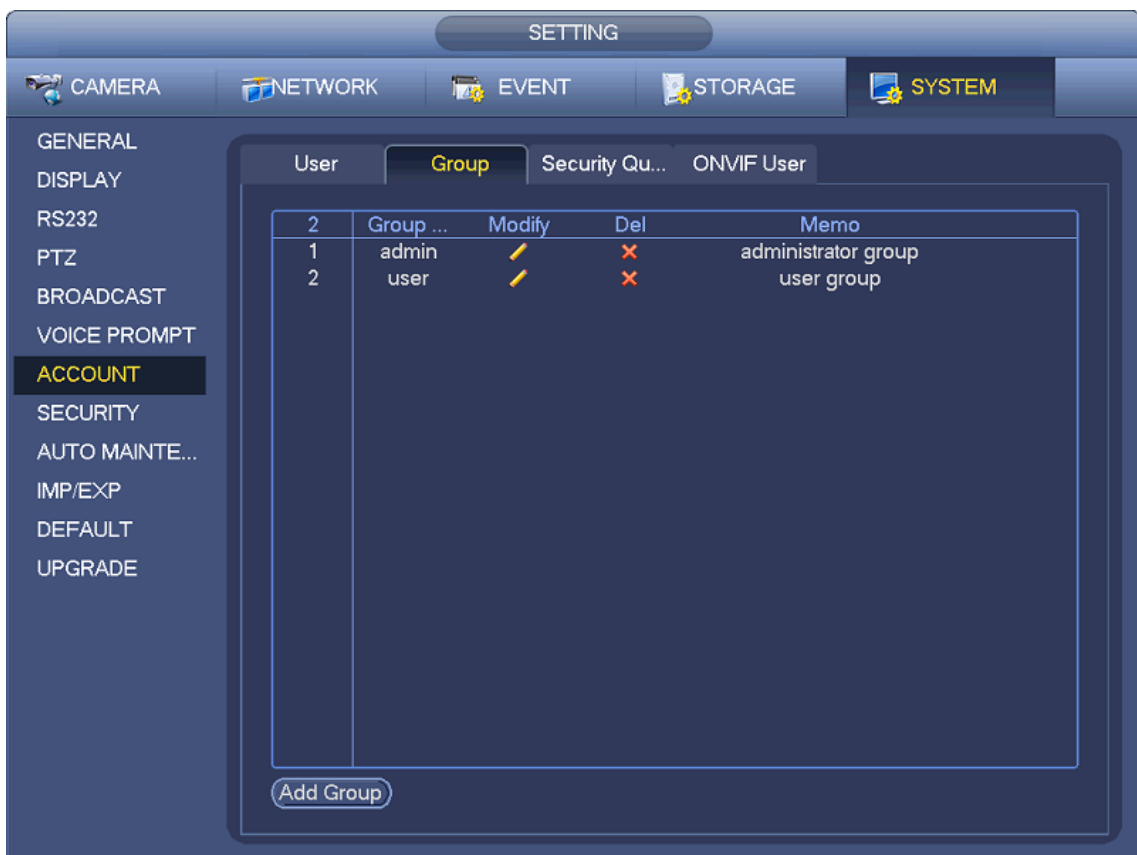 SETTING
CAMERA NETWORK EVENT STORAGE SYSTEM
GENERAL
DISPLAY
RS232
PTZ
BROADCAST
VOICE PROMPT
ACCOUNT
SECURITY
AUTO MAINTE...
IMP/EXP
DEFAULT
UPGRADE
User Group Security Qu... ONVIF User
2 Group ... Modify Del Memo
1 admin administrator group
2 user user group
Add Group